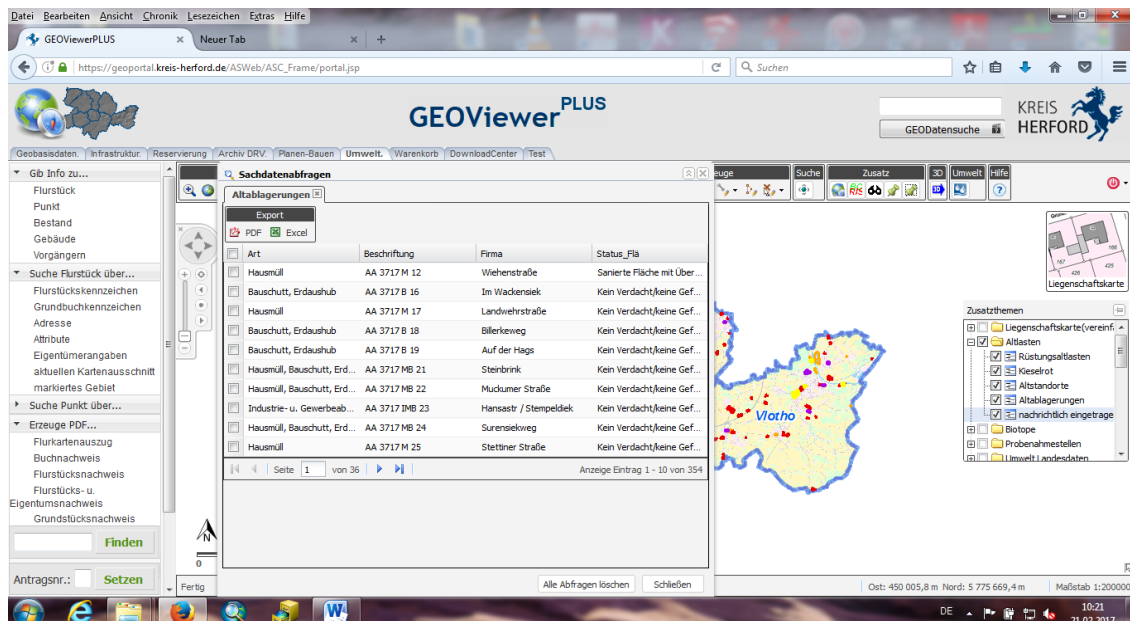 Datei Bearbeiten Ansicht Chronik Lesezeichen Extras Hilfe
GEOViewerPLUS × Neuer Tab × +
https://geoportal.kreis-herford.de/ASWeb/ASC_Frame/portal.jsp
Suchen
GEOViewer PLUS
GEODatensuche
KREIS
HERFORD
Geobasisdaten. Infrastruktur. Reservierung Archiv DRV. Planen-Bauen Umwelt. Warenkorb DownloadCenter Test
Gib Info zu...
Flurstück
Punkt
Bestand
Gebäude
Vorgängern
Suche Flurstück über...
Flurstückskennzeichen
Grundbuchkennzeichen
Adresse
Attribute
Eigentümerangaben
aktuellen Kartenausschnitt
markiertes Gebiet
Suche Punkt über...
Erzeuge PDF...
Flurkartenauszug
Buchnachweis
Flurstücksnachweis
Flurstücks- u.
Eigentumsnachweis
Grundstücksnachweis
Finden
Antragsnr.: Setzen
Sachdatenabfragen
Altablagerungen
Export
PDF Excel
Art Beschriftung Firma Status_Flä
Hausmüll AA 3717 M 12 Wiehenstraße Sanierte Fläche mit Über...
Bauschutt, Erdaushub AA 3717 B 16 Im Wackensiek Kein Verdacht/keine Gef...
Hausmüll AA 3717 M 17 Landwehrstraße Kein Verdacht/keine Gef...
Bauschutt, Erdaushub AA 3717 B 18 Billerkeweg Kein Verdacht/keine Gef...
Bauschutt, Erdaushub AA 3717 B 19 Auf der Hags Kein Verdacht/keine Gef...
Hausmüll, Bauschutt, Erd... AA 3717 MB 21 Steinbrink Kein Verdacht/keine Gef...
Hausmüll, Bauschutt, Erd... AA 3717 MB 22 Muckumer Straße Kein Verdacht/keine Gef...
Industrie- u. Gewerbeab... AA 3717 IMB 23 Hansastr / Stempeldiek Kein Verdacht/keine Gef...
Hausmüll, Bauschutt, Erd... AA 3717 MB 24 Surensiekweg Kein Verdacht/keine Gef...
Hausmüll AA 3717 M 25 Stettiner Straße Kein Verdacht/keine Gef...
Seite 1 von 36 Anzeige Eintrag 1 - 10 von 354
Alle Abfragen löschen Schließen
euge Suche Zusatz 3D Umwelt Hilfe
RIS
3D
Vlotho
166
167
425
426
Liegenschaftskarte
Zusatzthemen
Liegenschaftskarte(vereinf
Altlasten
Rüstungsaltlasten
Kieselrot
Altstandorte
Altablagerungen
nachrichtlich eingetrage
Biotope
Probenahmestellen
Umwelt Landesdaten
N
0
Fertig
Ost: 450 005,8 m Nord: 5 775 669,4 m Maßstab 1:200000
DE
10:21
21.02.2017